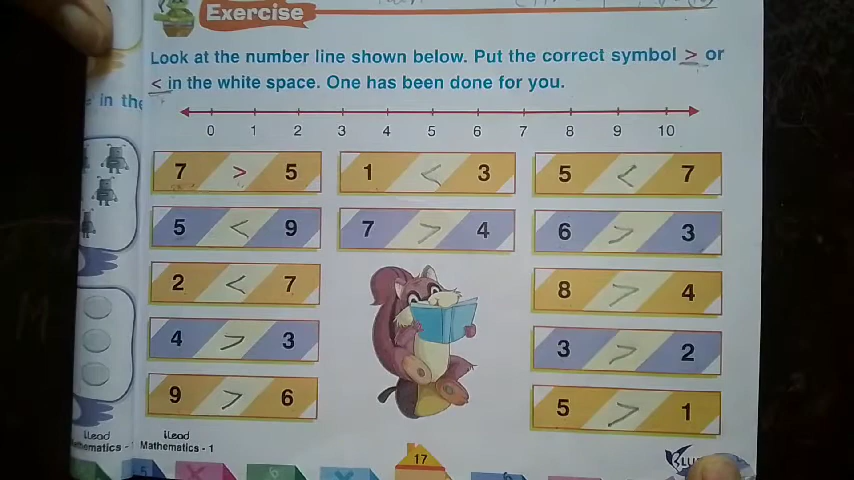 Exercise
Look at the number line shown below. Put the correct symbol > or
< in the white space. One has been done for you.
in the
0 1 2 3 4 5 6 7 8 9 10
7 > 5
1 < 3
5 < 7
5 < 9
7 > 4
6 > 3
2 < 7
8 > 4
4 > 3
3 > 2
9 > 6
5 > 1
iLead
iLead
Mathematics - 1
17